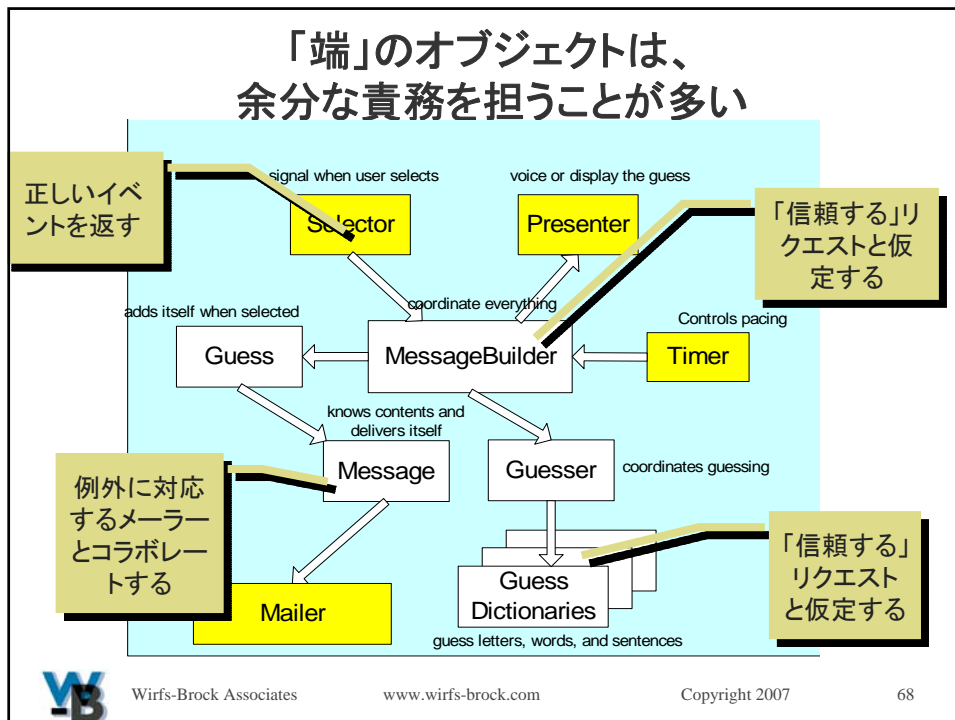 「端」のオブジェクトは、
余分な責務を担うことが多い
正しいイベ
ントを返す
signal when user selects
voice or display the guess
Selector
Presenter
「信頼する」リ
クエストと仮
定する
adds itself when selected
coordinate everything
Controls pacing
Guess
MessageBuilder
Timer
knows contents and
delivers itself
Message
Guesser
coordinates guessing
例外に対応
するメーラー
とコラボレー
トする
「信頼する」
リクエスト
と仮定する
Guess
Dictionaries
Mailer
guess letters, words, and sentences
W-B
Wirfs-Brock Associates www.wirfs-brock.com Copyright 2007 68